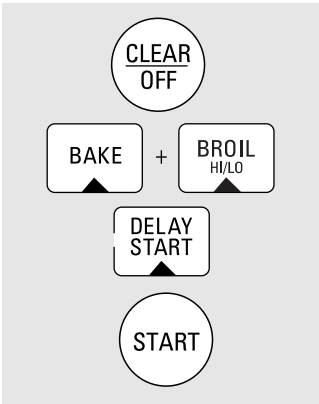 CLEAR
OFF
BAKE + BROIL
HI/LO
DELAY
START
START